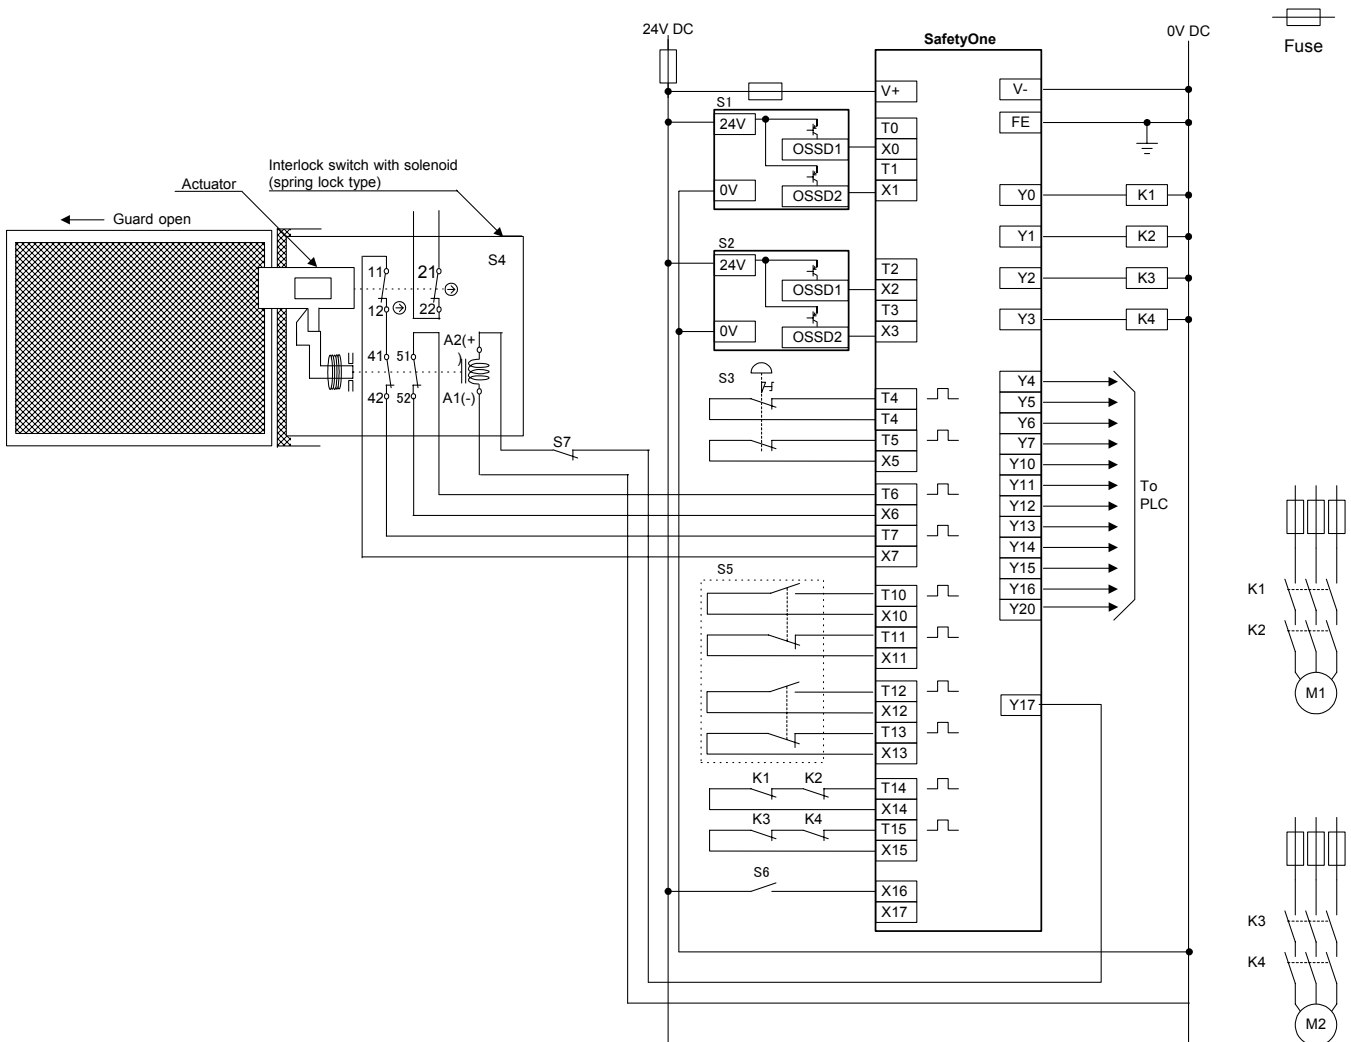 24V DC
SafetyOne
0V DC
Fuse
S1
V+
V-
24V
T0
FE
OSSD1
X0
T1
0V
OSSD2
X1
Y0
K1
Interlock switch with solenoid
(spring lock type)
Actuator
Guard open
S4
S2
Y1
K2
24V
T2
OSSD1
X2
Y2
K3
T3
0V
OSSD2
X3
Y3
K4
11
21
12
22
A2(+
)
41
51
42
52
A1(-)
S3
T4
T4
T5
X5
S7
T6
X6
T7
X7
Y4
Y5
Y6
Y7
Y10
Y11
Y12
Y13
Y14
Y15
Y16
Y20
To
PLC
S5
T10
X10
T11
X11
T12
X12
T13
X13
Y17
K1
K2
T14
X14
K3
K4
T15
X15
S6
X16
X17
K1
K2
M1
K3
K4
M2